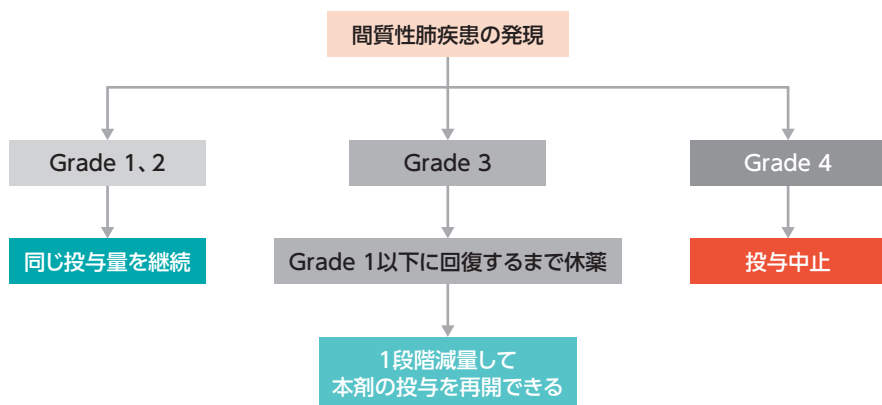 間質性肺疾患の発現
Grade 1、2
Grade 3
Grade 4
同じ投与量を継続
Grade 1以下に回復するまで休薬
投与中止
1段階減量して
本剤の投与を再開できる